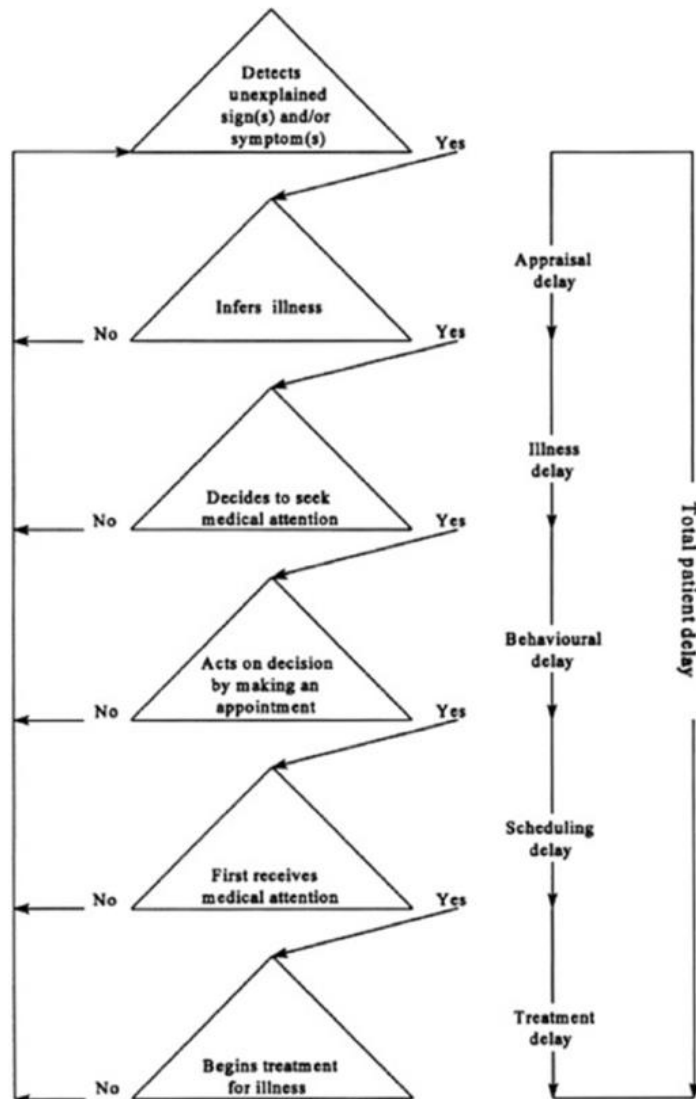 Detects
unexplained
sign(s) and/or
symptom(s)
Yes
Appraisal
delay
Infers illness
No
Yes
Illness
delay
Decides to seek
medical attention
No
Yes
Total patient delay
Behavioural
delay
Acts on decision
by making an
appointment
No
Yes
Scheduling
delay
First receives
medical attention
No
Yes
Treatment
delay
Begins treatment
for illness
No